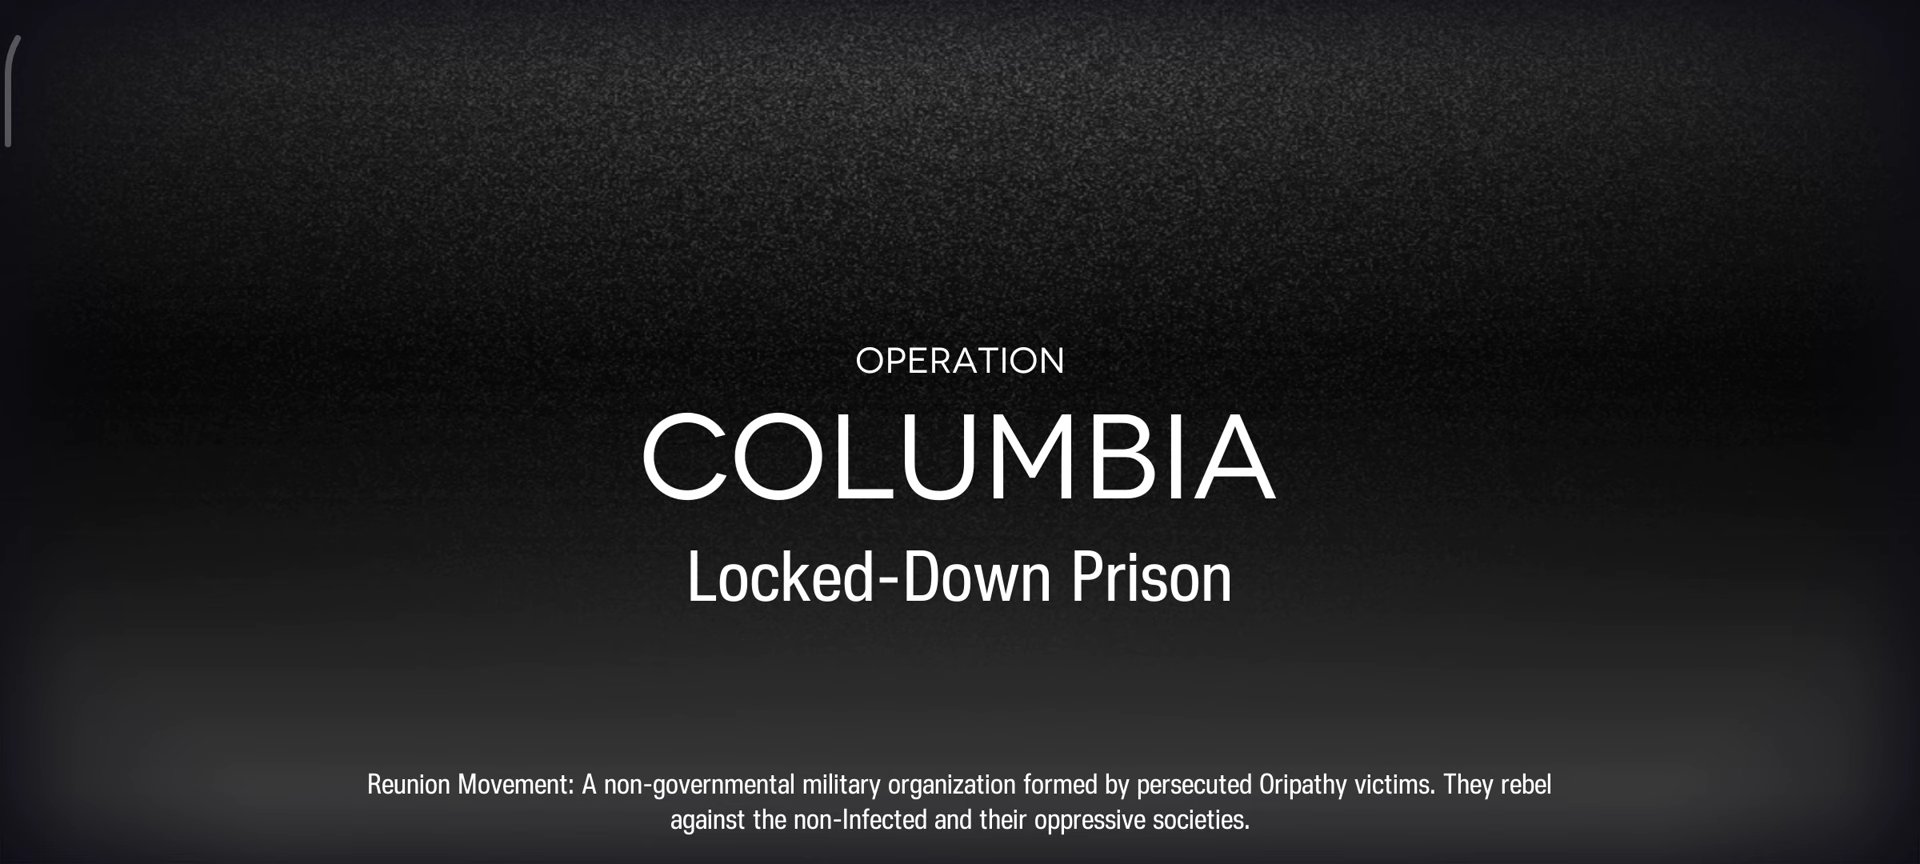 OPERATION
COLUMBIA
Locked-Down Prison
Reunion Movement: A non-governmental military organization formed by persecuted Oripathy victims. They rebel
against the non-Infected and their oppressive societies.